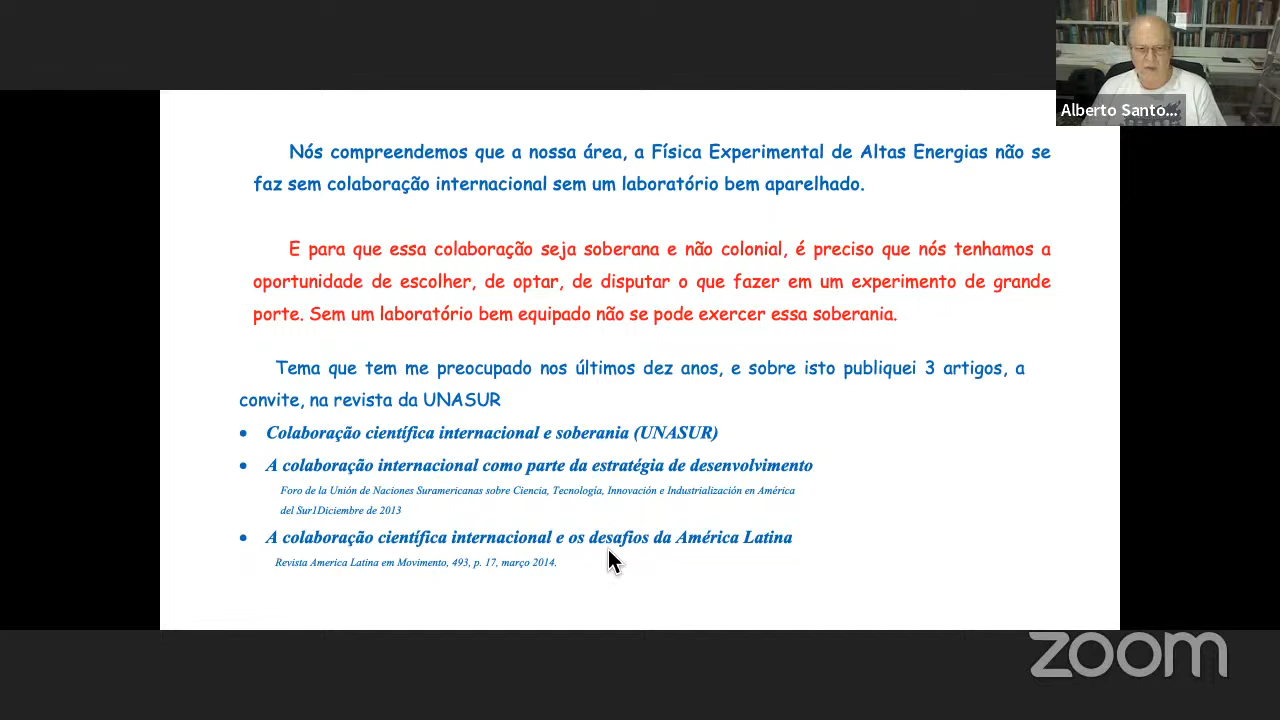 Alberto Santo...
Nós compreendemos que a nossa área, a Física Experimental de Altas Energias não se
faz sem colaboração internacional sem um laboratório bem aparelhado.
E para que essa colaboração seja soberana e não colonial, é preciso que nós tenhamos a
oportunidade de escolher, de optar, de disputar o que fazer em um experimento de grande
porte. Sem um laboratório bem equipado não se pode exercer essa soberania.
Tema que tem me preocupado nos últimos dez anos, e sobre isto publiquei 3 artigos, a
convite, na revista da UNASUR
• Colaboração científica internacional e soberania (UNASUR)
• A colaboração internacional como parte da estratégia de desenvolvimento
Foro de la Unión de Naciones Suramericanas sobre Ciencia, Tecnología, Innovación e Industrialización en América
del Sur1Diciembre de 2013
• A colaboração científica internacional e os desafios da América Latina
Revista America Latina em Movimento, 493, p. 17, março 2014.
zoom